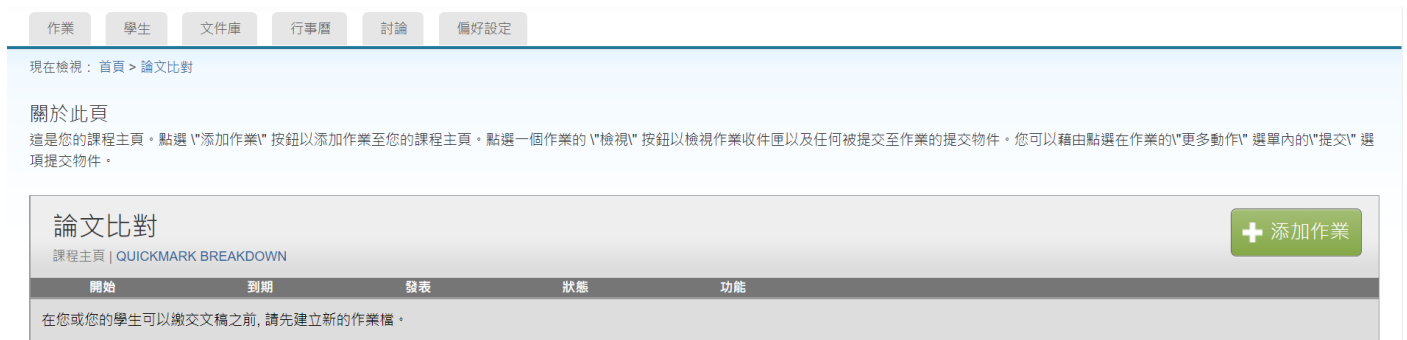 作業 學生 文件庫 行事曆 討論 偏好設定
現在檢視： 首頁 > 論文比對
關於此頁
這是您的課程主頁。點選 \"添加作業\" 按鈕以添加作業至您的課程主頁。點選一個作業的 \"檢視\" 按鈕以檢視作業收件匣以及任何被提交至作業的提交物件。您可以藉由點選在作業的\"更多動作\" 選單內的\"提交\" 選
項提交物件。
論文比對
添加作業
課程主頁 | QUICKMARK BREAKDOWN
開始 到期 發表 狀態 功能
在您或您的學生可以繳交文稿之前, 請先建立新的作業檔。